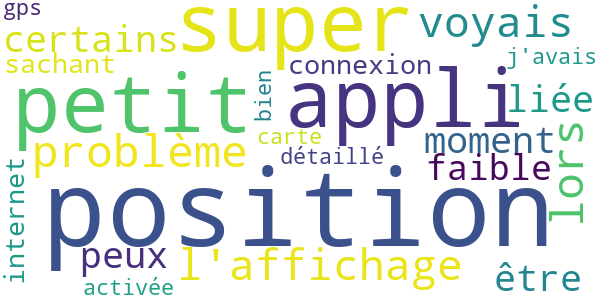 gps
super
voyais
certains
j'avais
sachant
connexion
petit
bien
appli
liée
carte
moment
problème
détaillé
faible
lors
internet
position
peux
l'affichage
être
activée